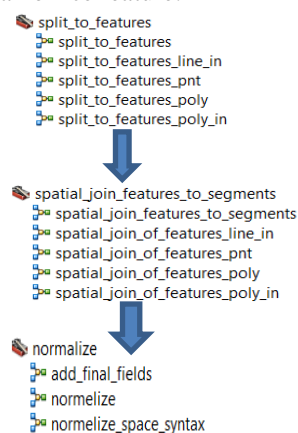 split_to_features
split_to_features
split_to_features_line_in
split_to_features_pnt
split_to_features_poly
split_to_features_poly_in
spatial_join_features_to_segments
spatial_join_features_to_segments
spatial_join_of_features_line_in
spatial_join_of_features_pnt
spatial_join_of_features_poly
spatial_join_of_features_poly_in
normalize
add_final_fields
normelize
normelize_space_syntax